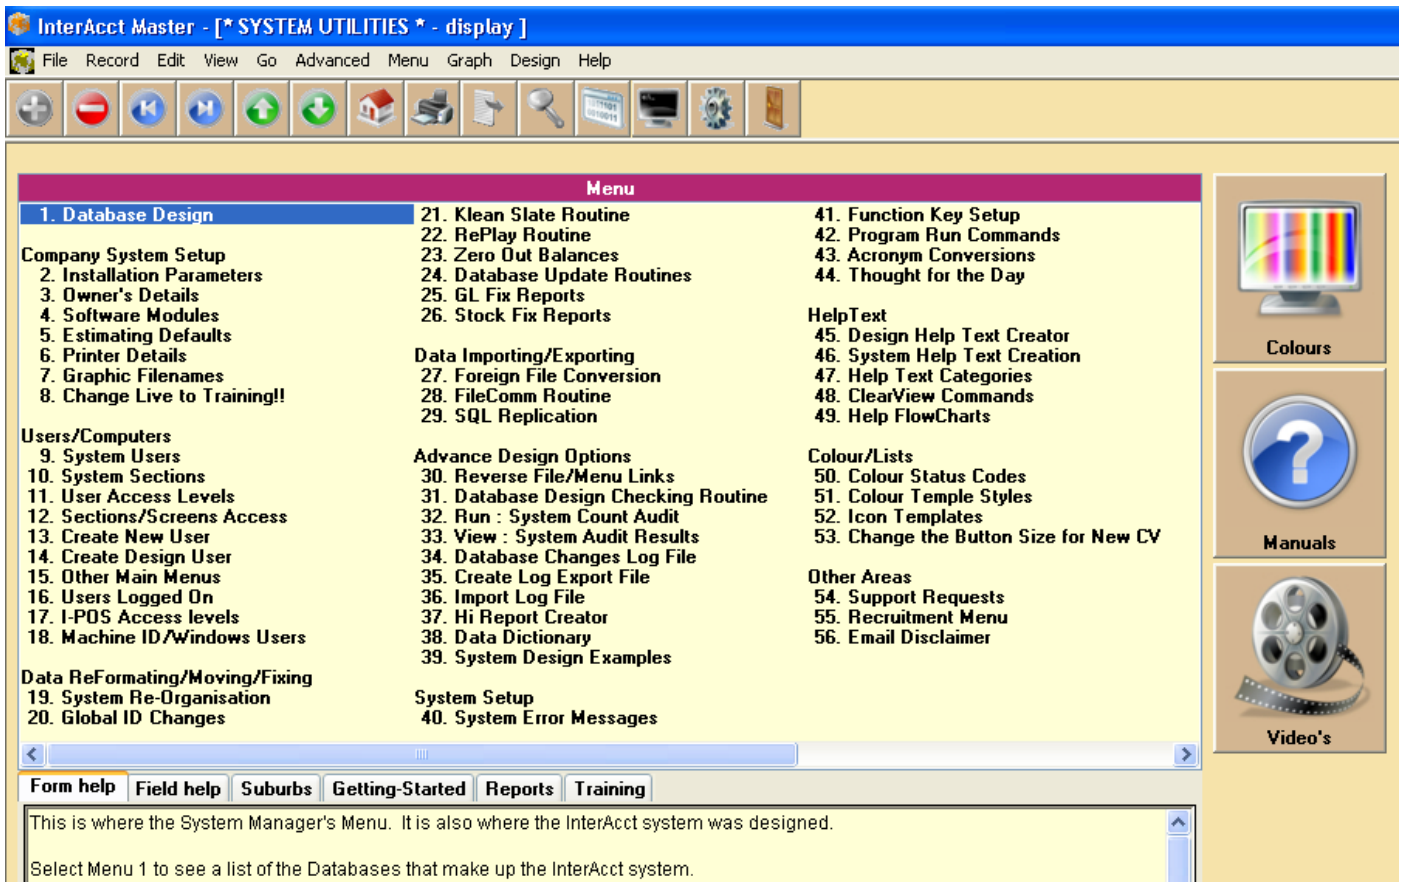 InterAcct Master - [* SYSTEM UTILITIES * - display ]
File Record Edit View Go Advanced Menu Graph Design Help
Menu
1. Database Design
Company System Setup
2. Installation Parameters
3. Owner's Details
4. Software Modules
5. Estimating Defaults
6. Printer Details
7. Graphic Filenames
8. Change Live to Training!!
Users/Computers
9. System Users
10. System Sections
11. User Access Levels
12. Sections/Screens Access
13. Create New User
14. Create Design User
15. Other Main Menus
16. Users Logged On
17. I-POS Access levels
18. Machine ID/Windows Users
Data ReFormating/Moving/Fixing
19. System Re-Organisation
20. Global ID Changes
21. Klean Slate Routine
22. RePlay Routine
23. Zero Out Balances
24. Database Update Routines
25. GL Fix Reports
26. Stock Fix Reports
Data Importing/Exporting
27. Foreign File Conversion
28. FileComm Routine
29. SQL Replication
Advance Design Options
30. Reverse File/Menu Links
31. Database Design Checking Routine
32. Run : System Count Audit
33. View : System Audit Results
34. Database Changes Log File
35. Create Log Export File
36. Import Log File
37. Hi Report Creator
38. Data Dictionary
39. System Design Examples
System Setup
40. System Error Messages
41. Function Key Setup
42. Program Run Commands
43. Acronym Conversions
44. Thought for the Day
HelpText
45. Design Help Text Creator
46. System Help Text Creation
47. Help Text Categories
48. ClearView Commands
49. Help FlowCharts
Colour/Lists
50. Colour Status Codes
51. Colour Temple Styles
52. Icon Templates
53. Change the Button Size for New CV
Other Areas
54. Support Requests
55. Recruitment Menu
56. Email Disclaimer
Colours
Manuals
Video's
Form help Field help Suburbs Getting-Started Reports Training
This is where the System Manager's Menu. It is also where the InterAcct system was designed.
Select Menu 1 to see a list of the Databases that make up the InterAcct system.